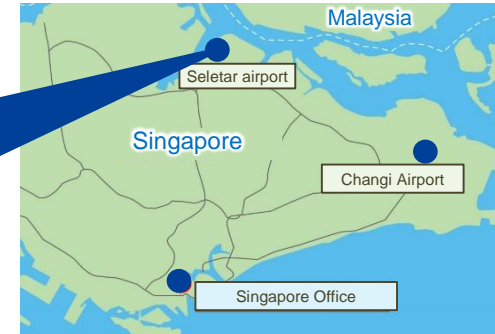 Malaysia
Seletar airport
Singapore
Changi Airport
Singapore Office